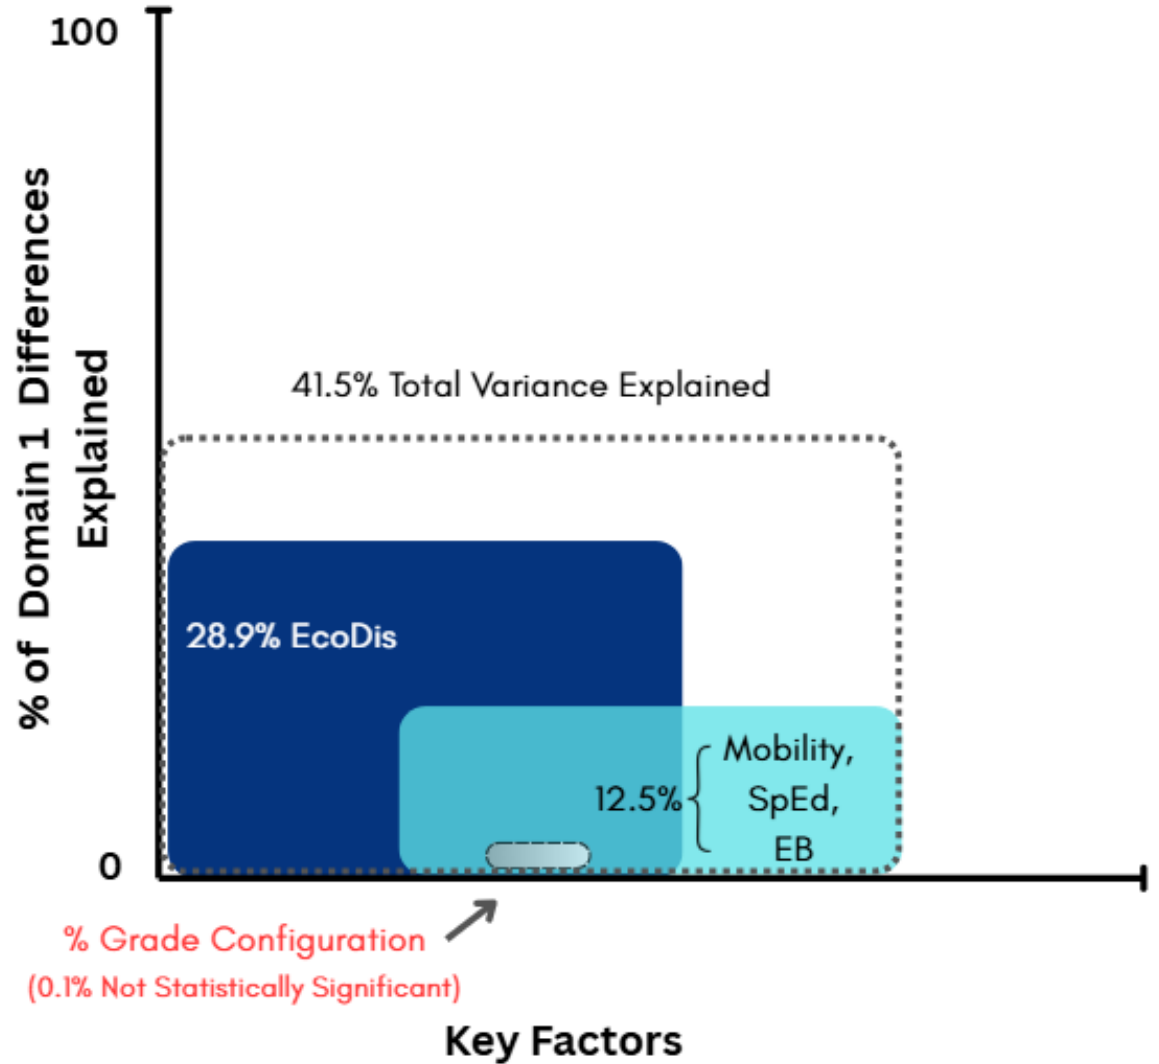 100
% of Domain 1 Differences
Explained
41.5% Total Variance Explained
28.9% EcoDis
12.5%
Mobility,
SpEd,
EB
0
% Grade Configuration
(0.1% Not Statistically Significant)
Key Factors